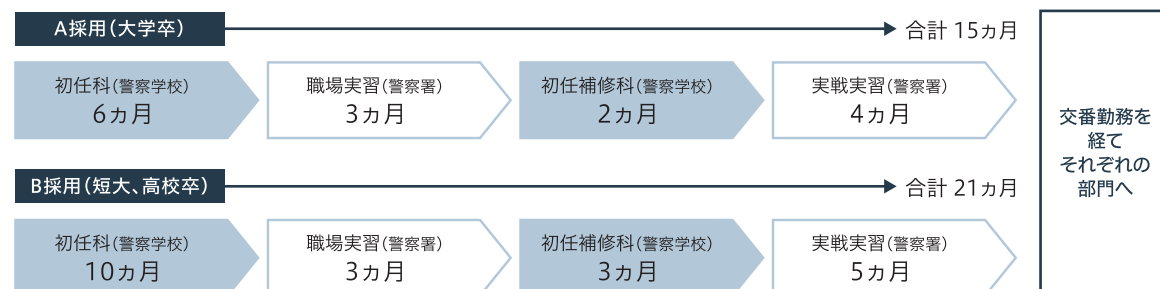 A採用(大学卒)
合計 15ヵ月
初任科(警察学校)
6ヵ月
職場実習(警察署)
3ヵ月
初任補修科(警察学校)
2ヵ月
実戦実習(警察署)
4ヵ月
B採用(短大、高校卒)
合計 21ヵ月
初任科(警察学校)
10ヵ月
職場実習(警察署)
3ヵ月
初任補修科(警察学校)
3ヵ月
実戦実習(警察署)
5ヵ月
交番勤務を
経て
それぞれの
部門へ